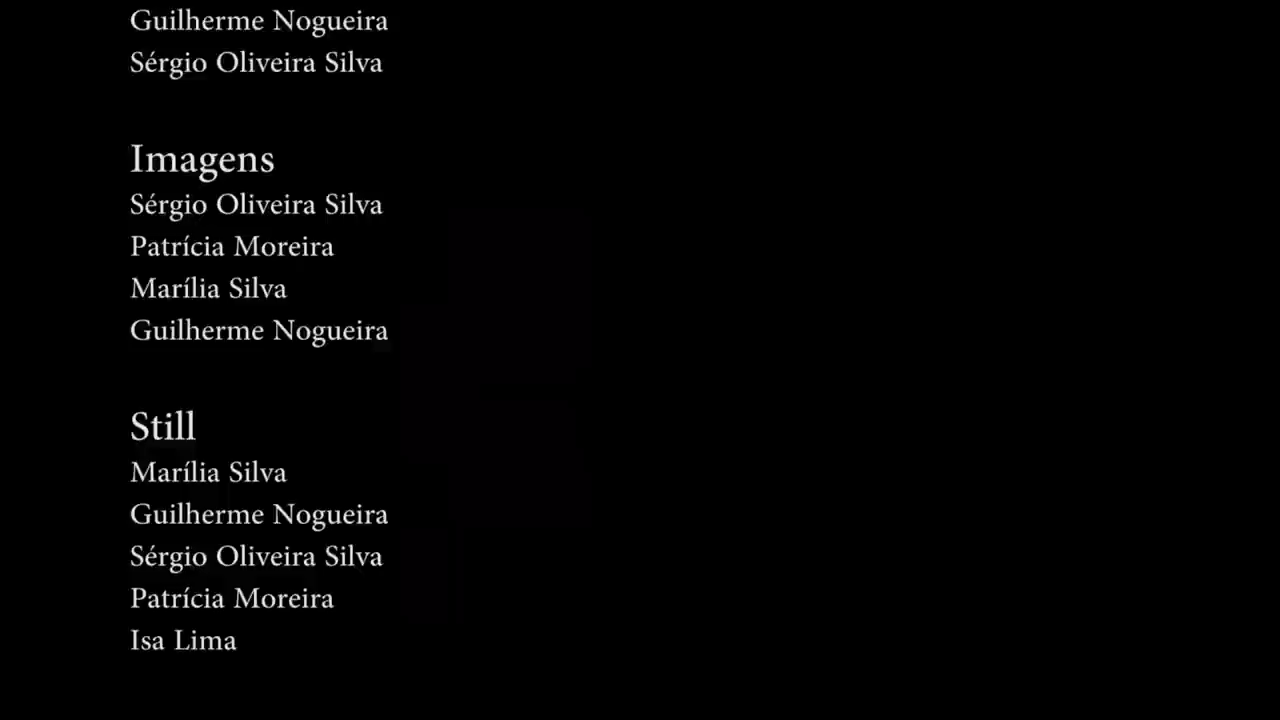 Guilherme Nogueira
Sérgio Oliveira Silva
Imagens
Sérgio Oliveira Silva
Patrícia Moreira
Marília Silva
Guilherme Nogueira
Still
Marília Silva
Guilherme Nogueira
Sérgio Oliveira Silva
Patrícia Moreira
Isa Lima